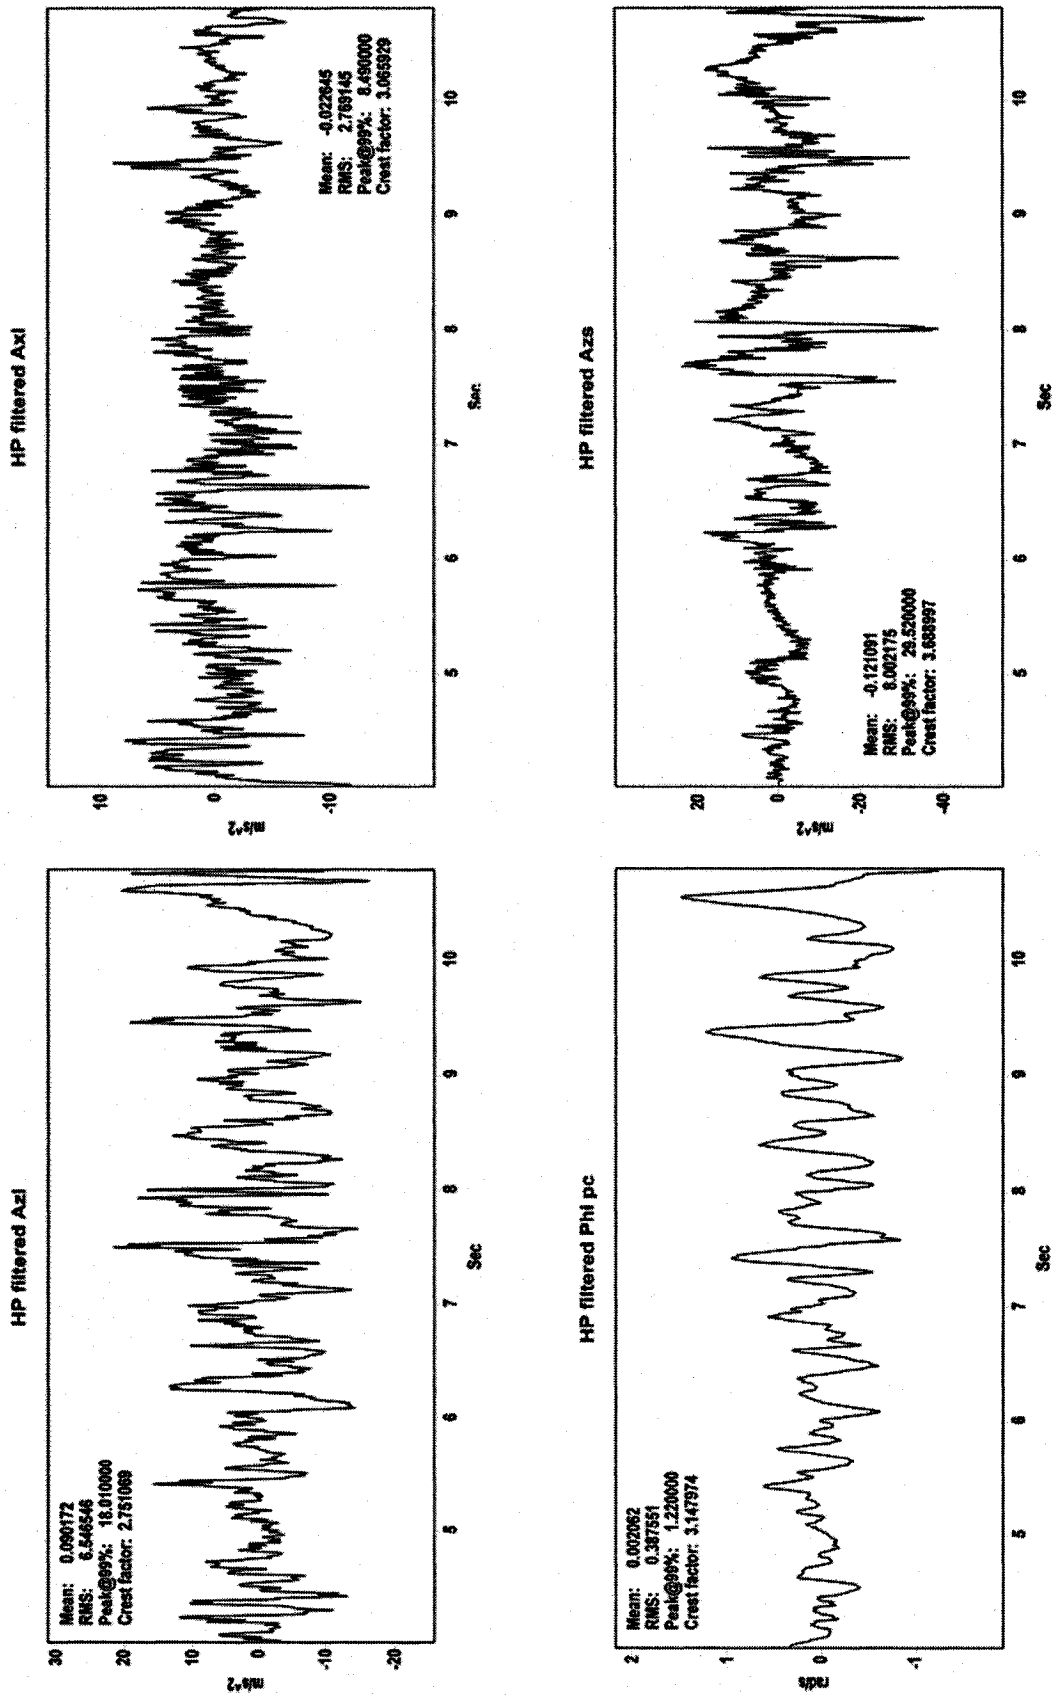 HP filtered Azl
Mean: 0.090172
RMS: 6.546546
Peak@99%: 18.010000
Crest factor: 2.751069
30
20
10
0
-10
-20
m/s^2
5
6
7
8
9
10
Sec
HP filtered Axl
Mean: -0.022645
RMS: 2.769145
Peak@99%: 8.490000
Crest factor: 3.065929
10
0
-10
m/s^2
5
6
7
8
9
10
Sec
HP filtered Phi pc
Mean: 0.002062
RMS: 0.387551
Peak@99%: 1.220000
Crest factor: 3.147974
2
1
0
-1
rad/s
5
6
7
8
9
10
Sec
HP filtered Azs
Mean: -0.121091
RMS: 8.002175
Peak@99%: 29.520000
Crest factor: 3.688997
20
0
-20
-40
m/s^2
5
6
7
8
9
10
Sec